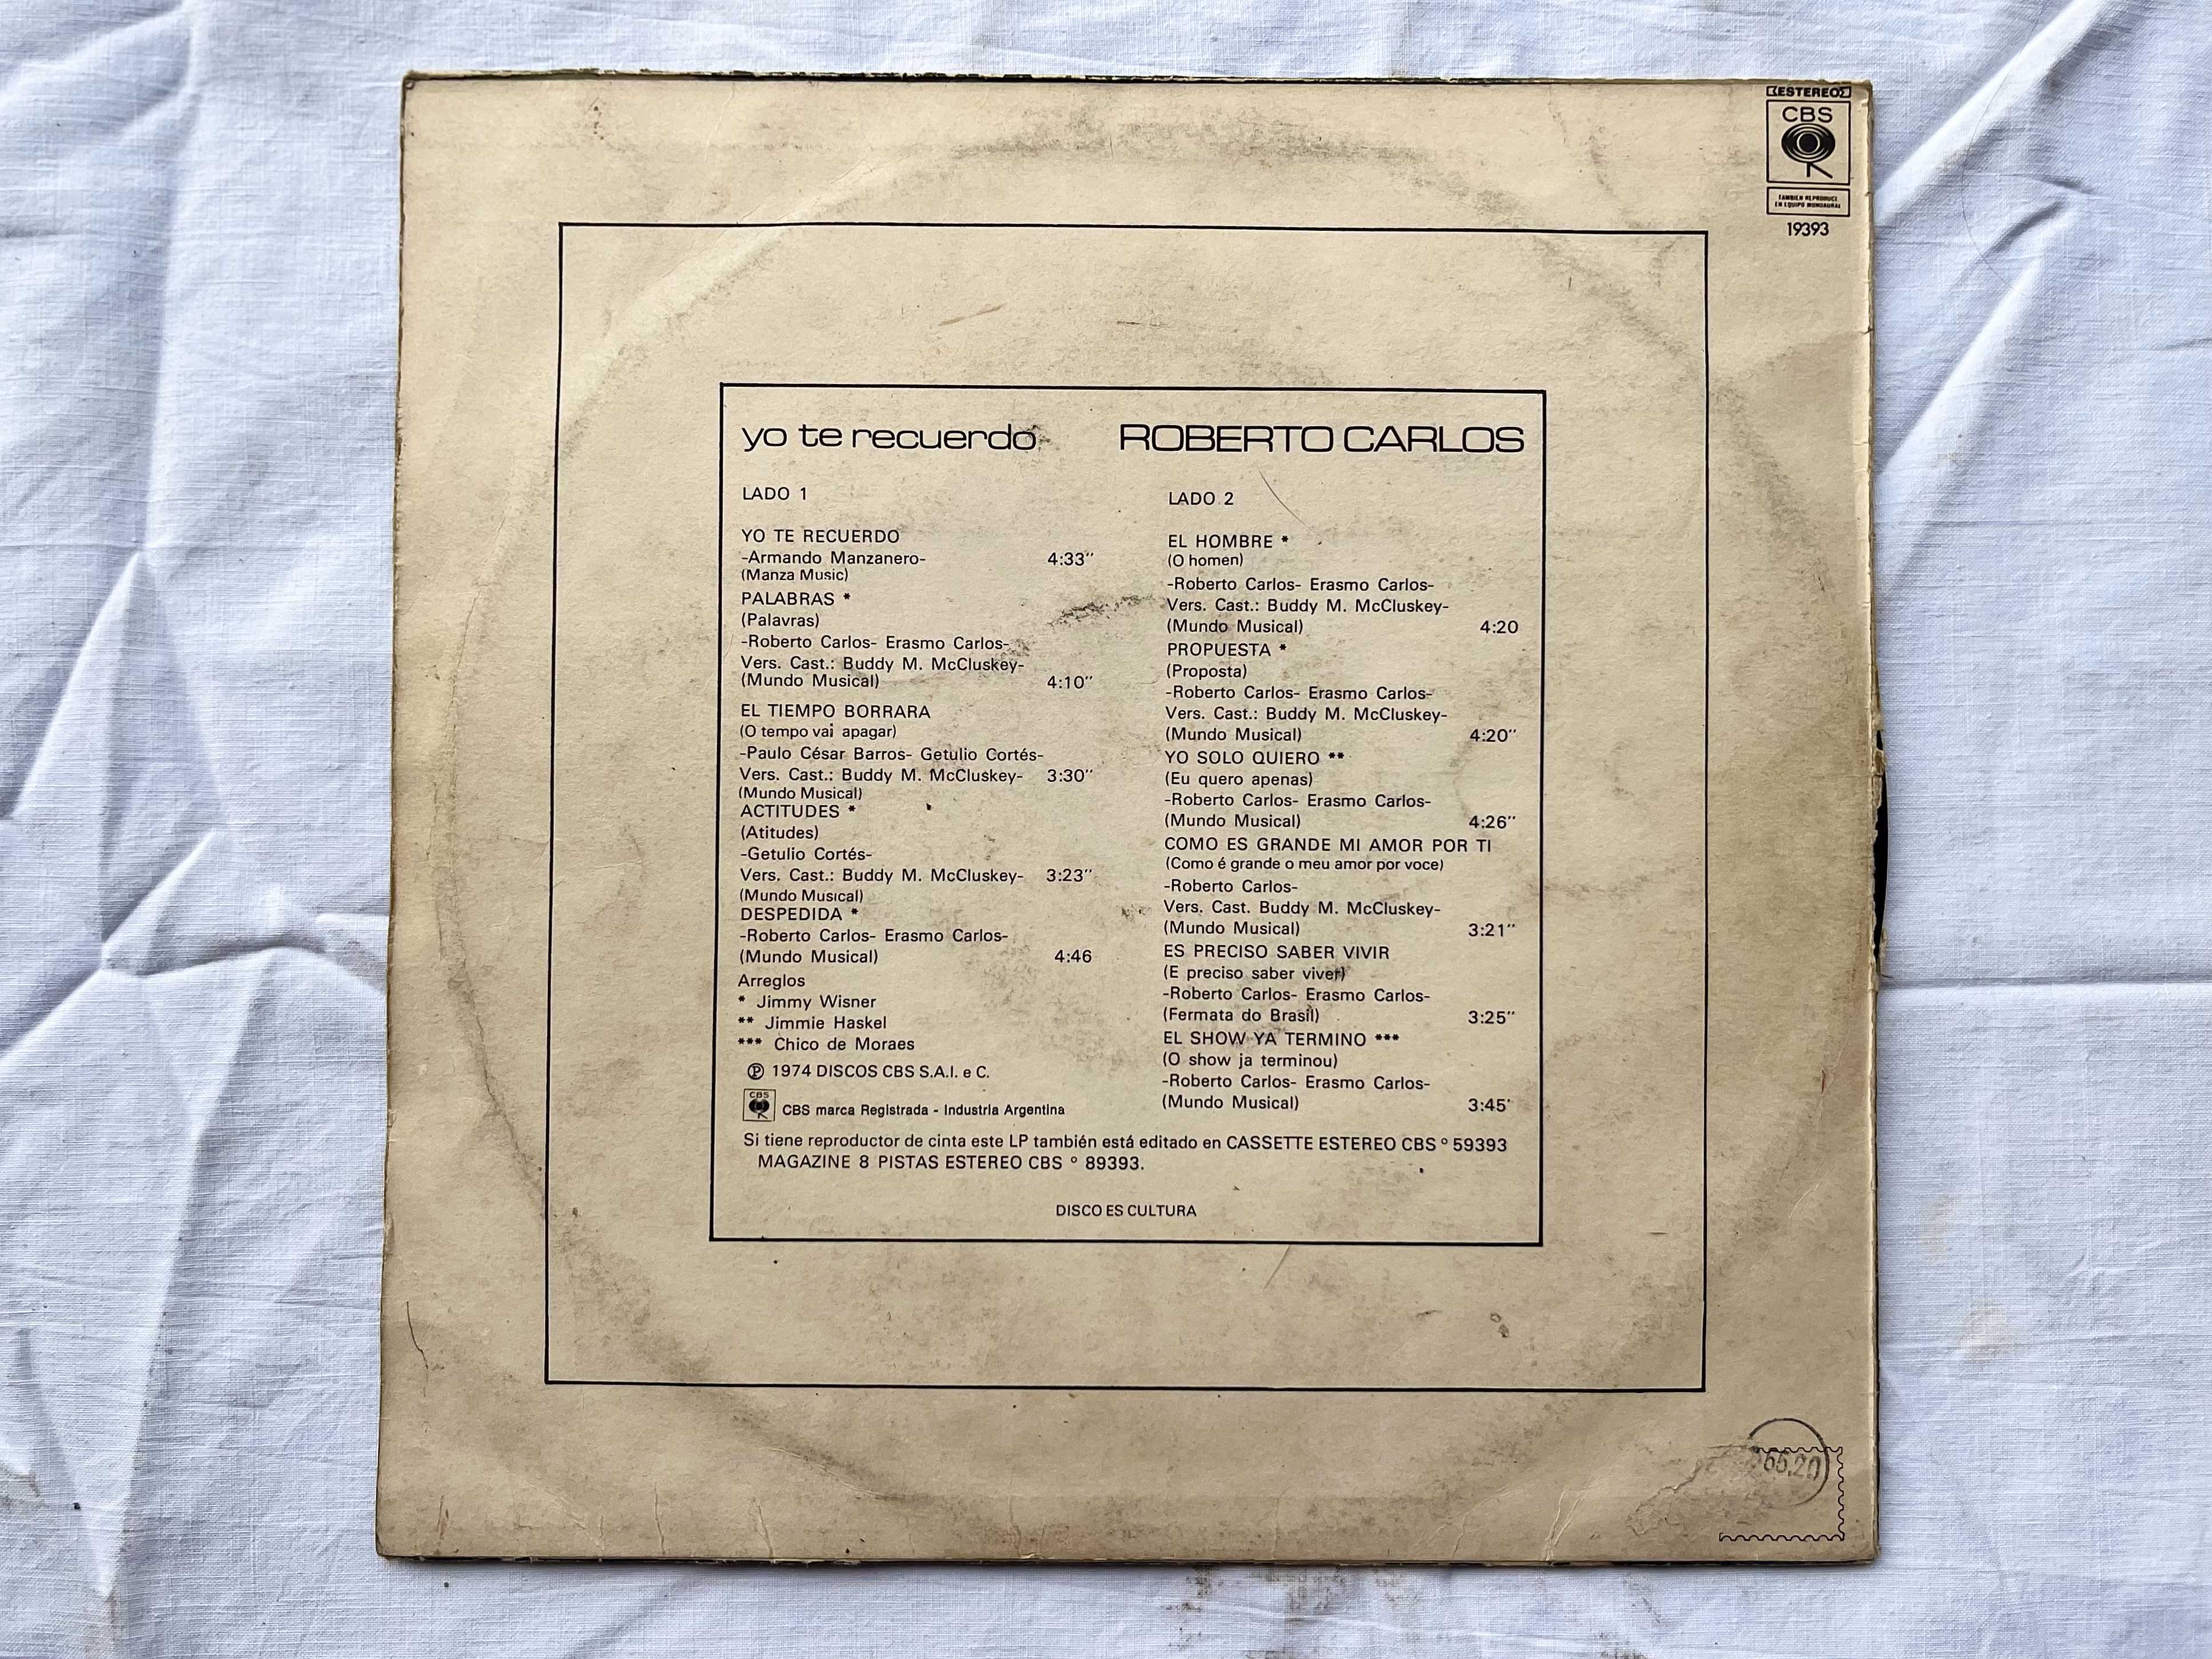 ESTEREO
CBS
TAMBIEN REPRODUCE
EN EQUIPO MONOAURAL
19393
yo te recuerdo
ROBERTO CARLOS
LADO 1
YO TE RECUERDO
-Armando Manzanero- 4:33’’
(Manza Music)
PALABRAS *
(Palavras)
-Roberto Carlos- Erasmo Carlos-
Vers. Cast.: Buddy M. McCluskey-
(Mundo Musical) 4:10’’
EL TIEMPO BORRARA
(O tempo vai apagar)
-Paulo César Barros- Getulio Cortés-
Vers. Cast.: Buddy M. McCluskey- 3:30’’
(Mundo Musical)
ACTITUDES *
(Atitudes)
-Getulio Cortés-
Vers. Cast.: Buddy M. McCluskey- 3:23’’
(Mundo Musical)
DESPEDIDA *
-Roberto Carlos- Erasmo Carlos-
(Mundo Musical) 4:46
Arreglos
* Jimmy Wisner
** Jimmie Haskel
*** Chico de Moraes
℗ 1974 DISCOS CBS S.A.I. e C.
CBS
CBS marca Registrada - Industria Argentina
LADO 2
EL HOMBRE *
(O homen)
-Roberto Carlos- Erasmo Carlos-
Vers. Cast.: Buddy M. McCluskey-
(Mundo Musical) 4:20
PROPUESTA *
(Proposta)
-Roberto Carlos- Erasmo Carlos-
Vers. Cast.: Buddy M. McCluskey-
(Mundo Musical) 4:20’’
YO SOLO QUIERO **
(Eu quero apenas)
-Roberto Carlos- Erasmo Carlos-
(Mundo Musical) 4:26’’
COMO ES GRANDE MI AMOR POR TI
(Como é grande o meu amor por voce)
-Roberto Carlos-
Vers. Cast. Buddy M. McCluskey-
(Mundo Musical) 3:21’’
ES PRECISO SABER VIVIR
(E preciso saber viver)
-Roberto Carlos- Erasmo Carlos-
(Fermata do Brasil) 3:25’’
EL SHOW YA TERMINO ***
(O show ja terminou)
-Roberto Carlos- Erasmo Carlos-
(Mundo Musical) 3:45’
Si tiene reproductor de cinta este LP también está editado en CASSETTE ESTEREO CBS º 59393
MAGAZINE 8 PISTAS ESTEREO CBS º 89393.
DISCO ES CULTURA